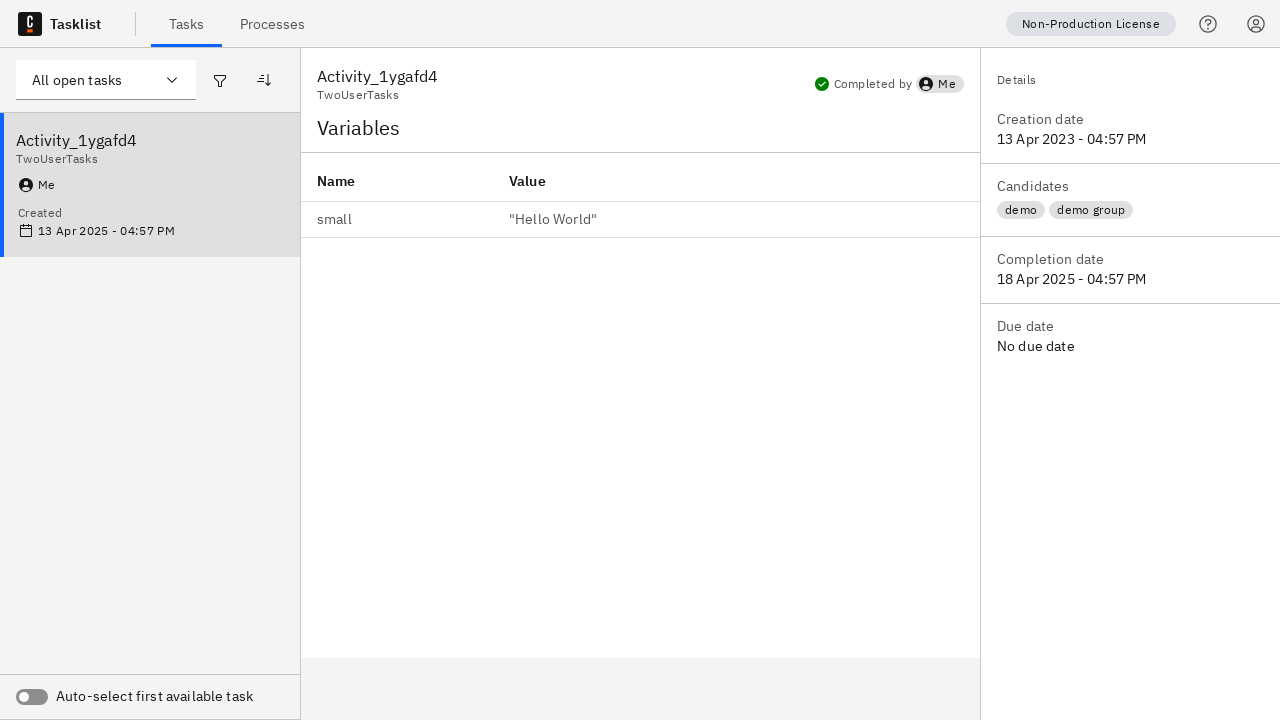 Tasklist
Tasks
Processes
Non-Production License
All open tasks
Activity_1ygafd4
TwoUserTasks
Me
Created
13 Apr 2025 - 04:57 PM
Auto-select first available task
Activity_1ygafd4
TwoUserTasks
Completed by Me
Variables
Name Value
small "Hello World"
Details
Creation date
13 Apr 2023 - 04:57 PM
Candidates
demo demo group
Completion date
18 Apr 2025 - 04:57 PM
Due date
No due date